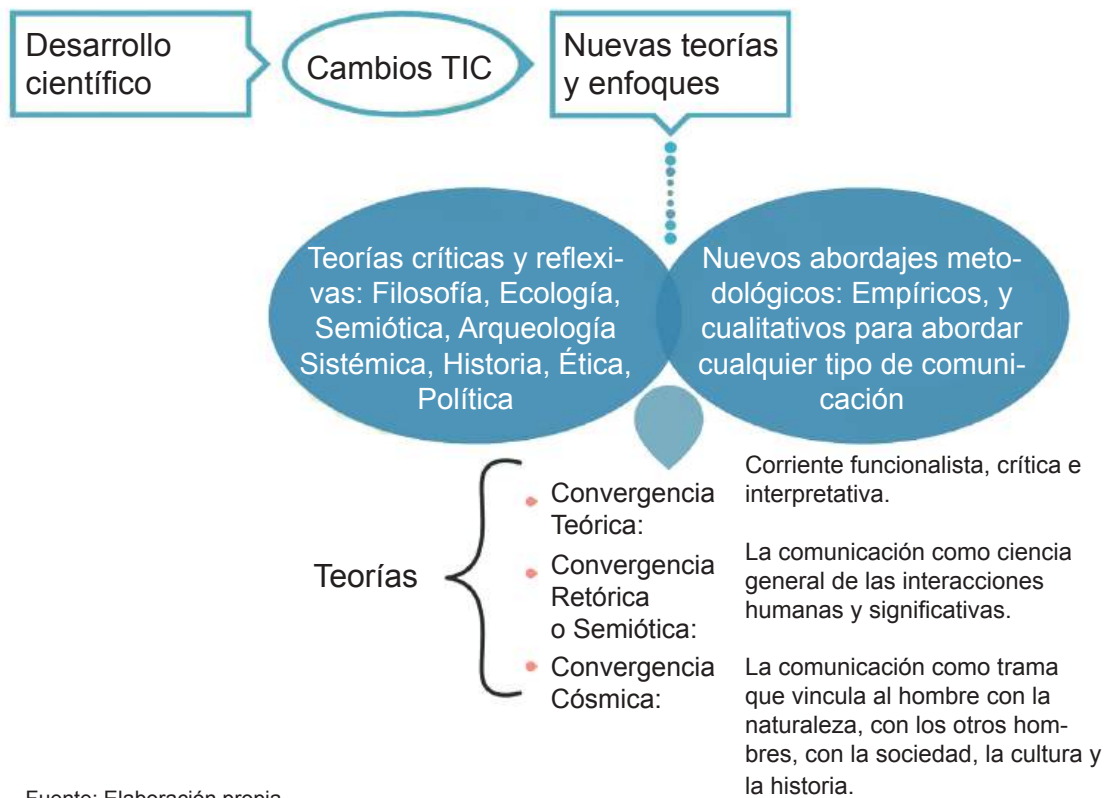 Desarrollo
científico
Cambios TIC
Nuevas teorías
y enfoques
Teorías críticas y reflexi-
vas: Filosofía, Ecología,
Semiótica, Arqueología
Sistémica, Historia, Ética,
Política
Nuevos abordajes meto-
dológicos: Empíricos, y
cualitativos para abordar
cualquier tipo de comuni-
cación
Teorías
Convergencia
Teórica:
Corriente funcionalista, crítica e
interpretativa.
Convergencia
Retórica
o Semiótica:
La comunicación como ciencia
general de las interacciones
humanas y significativas.
Convergencia
Cósmica:
La comunicación como trama
que vincula al hombre con la
naturaleza, con los otros hom-
bres, con la sociedad, la cultura y
la historia.
Fuente: Elaboración propia